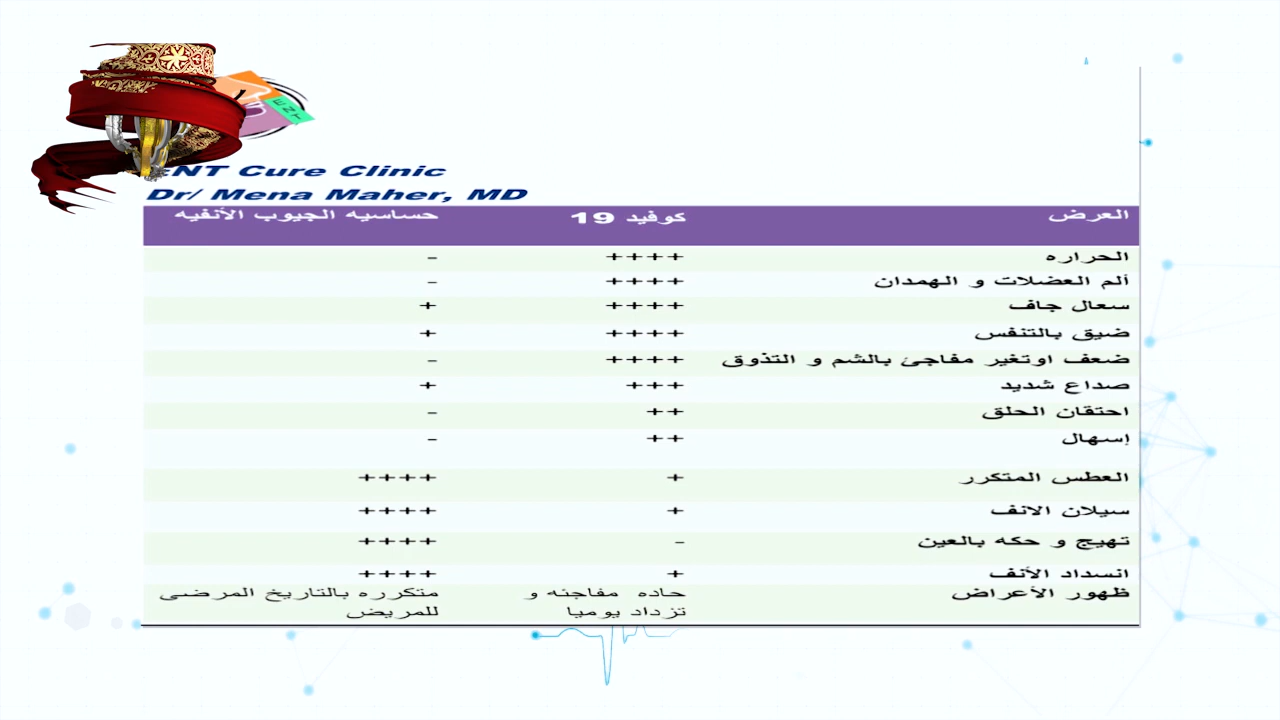 ENT
ENT Cure Clinic
Dr/ Mena Maher, MD
العرض كوفيد 19 حساسيه الجيوب الأنفيه
الحراره ++++ -
ألم العضلات و الهمدان ++++ -
سعال جاف ++++ +
ضيق بالتنفس ++++ +
ضعف اوتغير مفاجئ بالشم و التذوق ++++ -
صداع شديد +++ +
احتقان الحلق ++ -
إسهال ++ -
العطس المتكرر + ++++
سيلان الانف + ++++
تهيج و حكه بالعين - ++++
انسداد الأنف + ++++
ظهور الأعراض حاده مفاجئه و متكرره بالتاريخ المرضى
تزداد يوميا للمريض